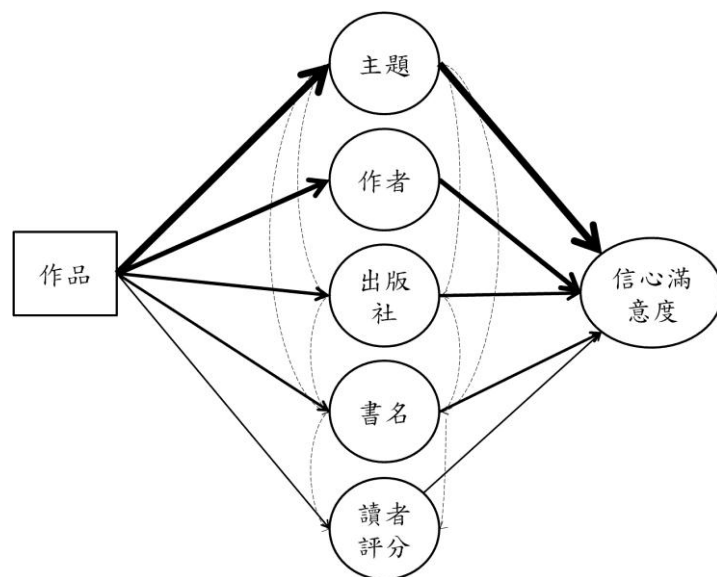 主題
作者
作品
出版
社
信心滿
意度
書名
讀者
評分